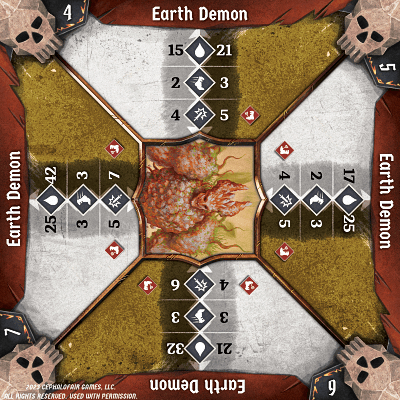 4
Earth Demon
15 21
2 3
4 5
5
Earth Demon
17 25
2 3
4 5
6
Earth Demon
21 32
3 3
4 6
7
Earth Demon
25 42
3 3
5 7
2023 CEPHALOFAIR GAMES, LLC.
ALL RIGHTS RESERVED. USED WITH PERMISSION.